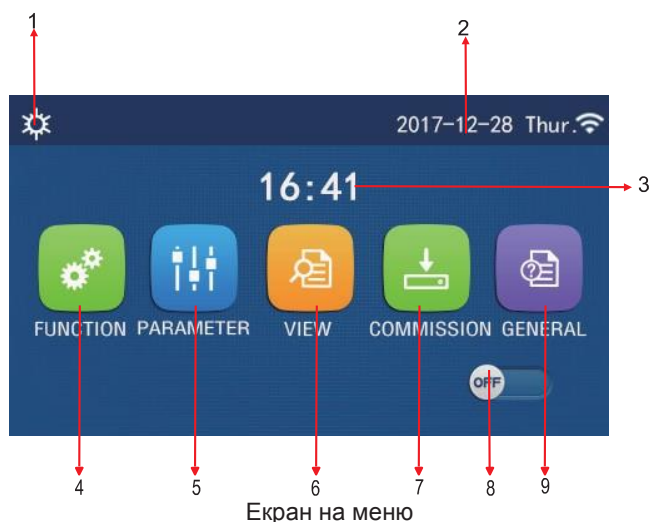 1
2
2017-12-28 Thur.
16:41
3
FUNCTION PARAMETER VIEW COMMISSION GENERAL
OFF
4 5 6 7 8 9
Екран на меню